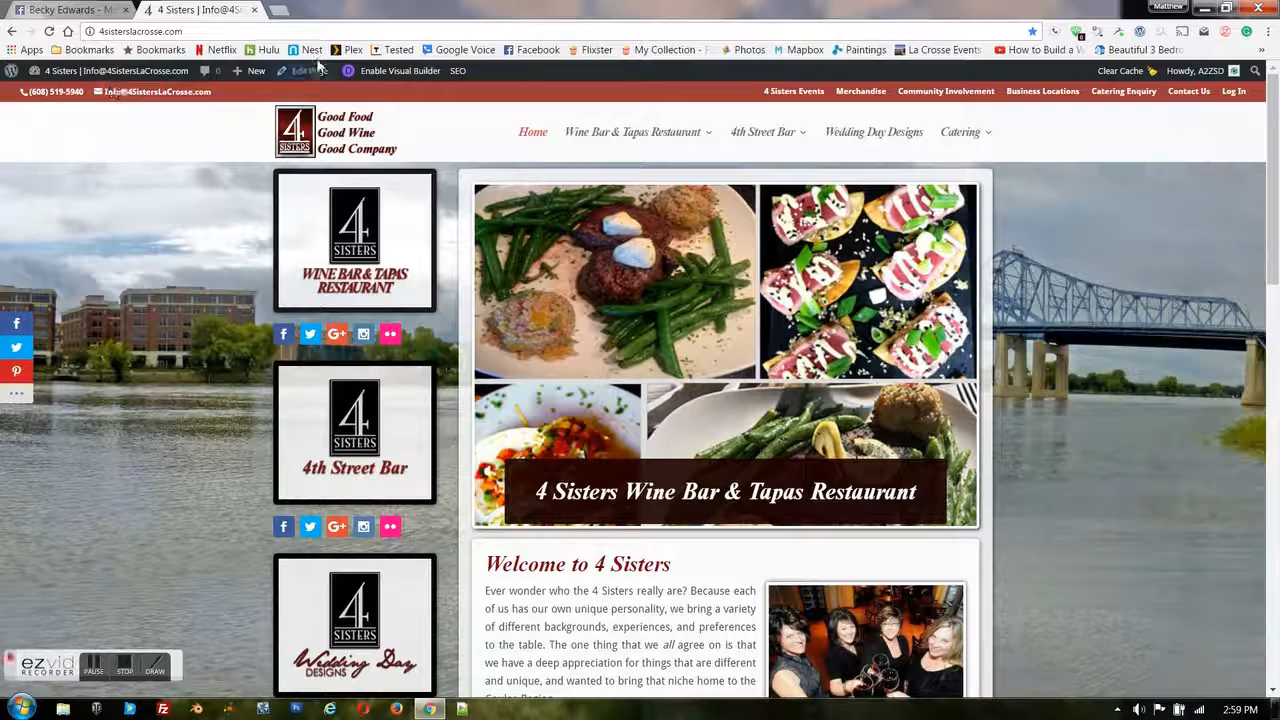 Becky Edwards - M
4 Sisters | Info@4Sis
Matthew
4sisterslacrosse.com
Apps
Bookmarks
Bookmarks
Netflix
Hulu
Nest
Plex
Tested
Google Voice
Facebook
Flixster
My Collection -
Photos
Mapbox
Paintings
La Crosse Events
How to Build a W
Beautiful 3 Bedro
4 Sisters | Info@4SistersLaCrosse.com
0
New
Enable Visual Builder
SEO
Clear Cache
Howdy, A2ZSD
(608) 519-5940
Info@4SistersLaCrosse.com
4 Sisters Events
Merchandise
Community Involvement
Business Locations
Catering Enquiry
Contact Us
Log In
4
SISTERS
Good Food
Good Wine
Good Company
Home
Wine Bar & Tapas Restaurant
4th Street Bar
Wedding Day Designs
Catering
4
SISTERS
WINE BAR & TAPAS
RESTAURANT
4
SISTERS
4th Street Bar
4
SISTERS
Wedding Day
DESIGNS
4 Sisters Wine Bar & Tapas Restaurant
Welcome to 4 Sisters
Ever wonder who the 4 Sisters really are? Because each
of us has our own unique personality, we bring a variety
of different backgrounds, experiences, and preferences
to the table. The one thing that we all agree on is that
we have a deep appreciation for things that are different
and unique, and wanted to bring that niche home to the
ezvid
RECORDER
PAUSE
STOP
DRAW
2:59 PM